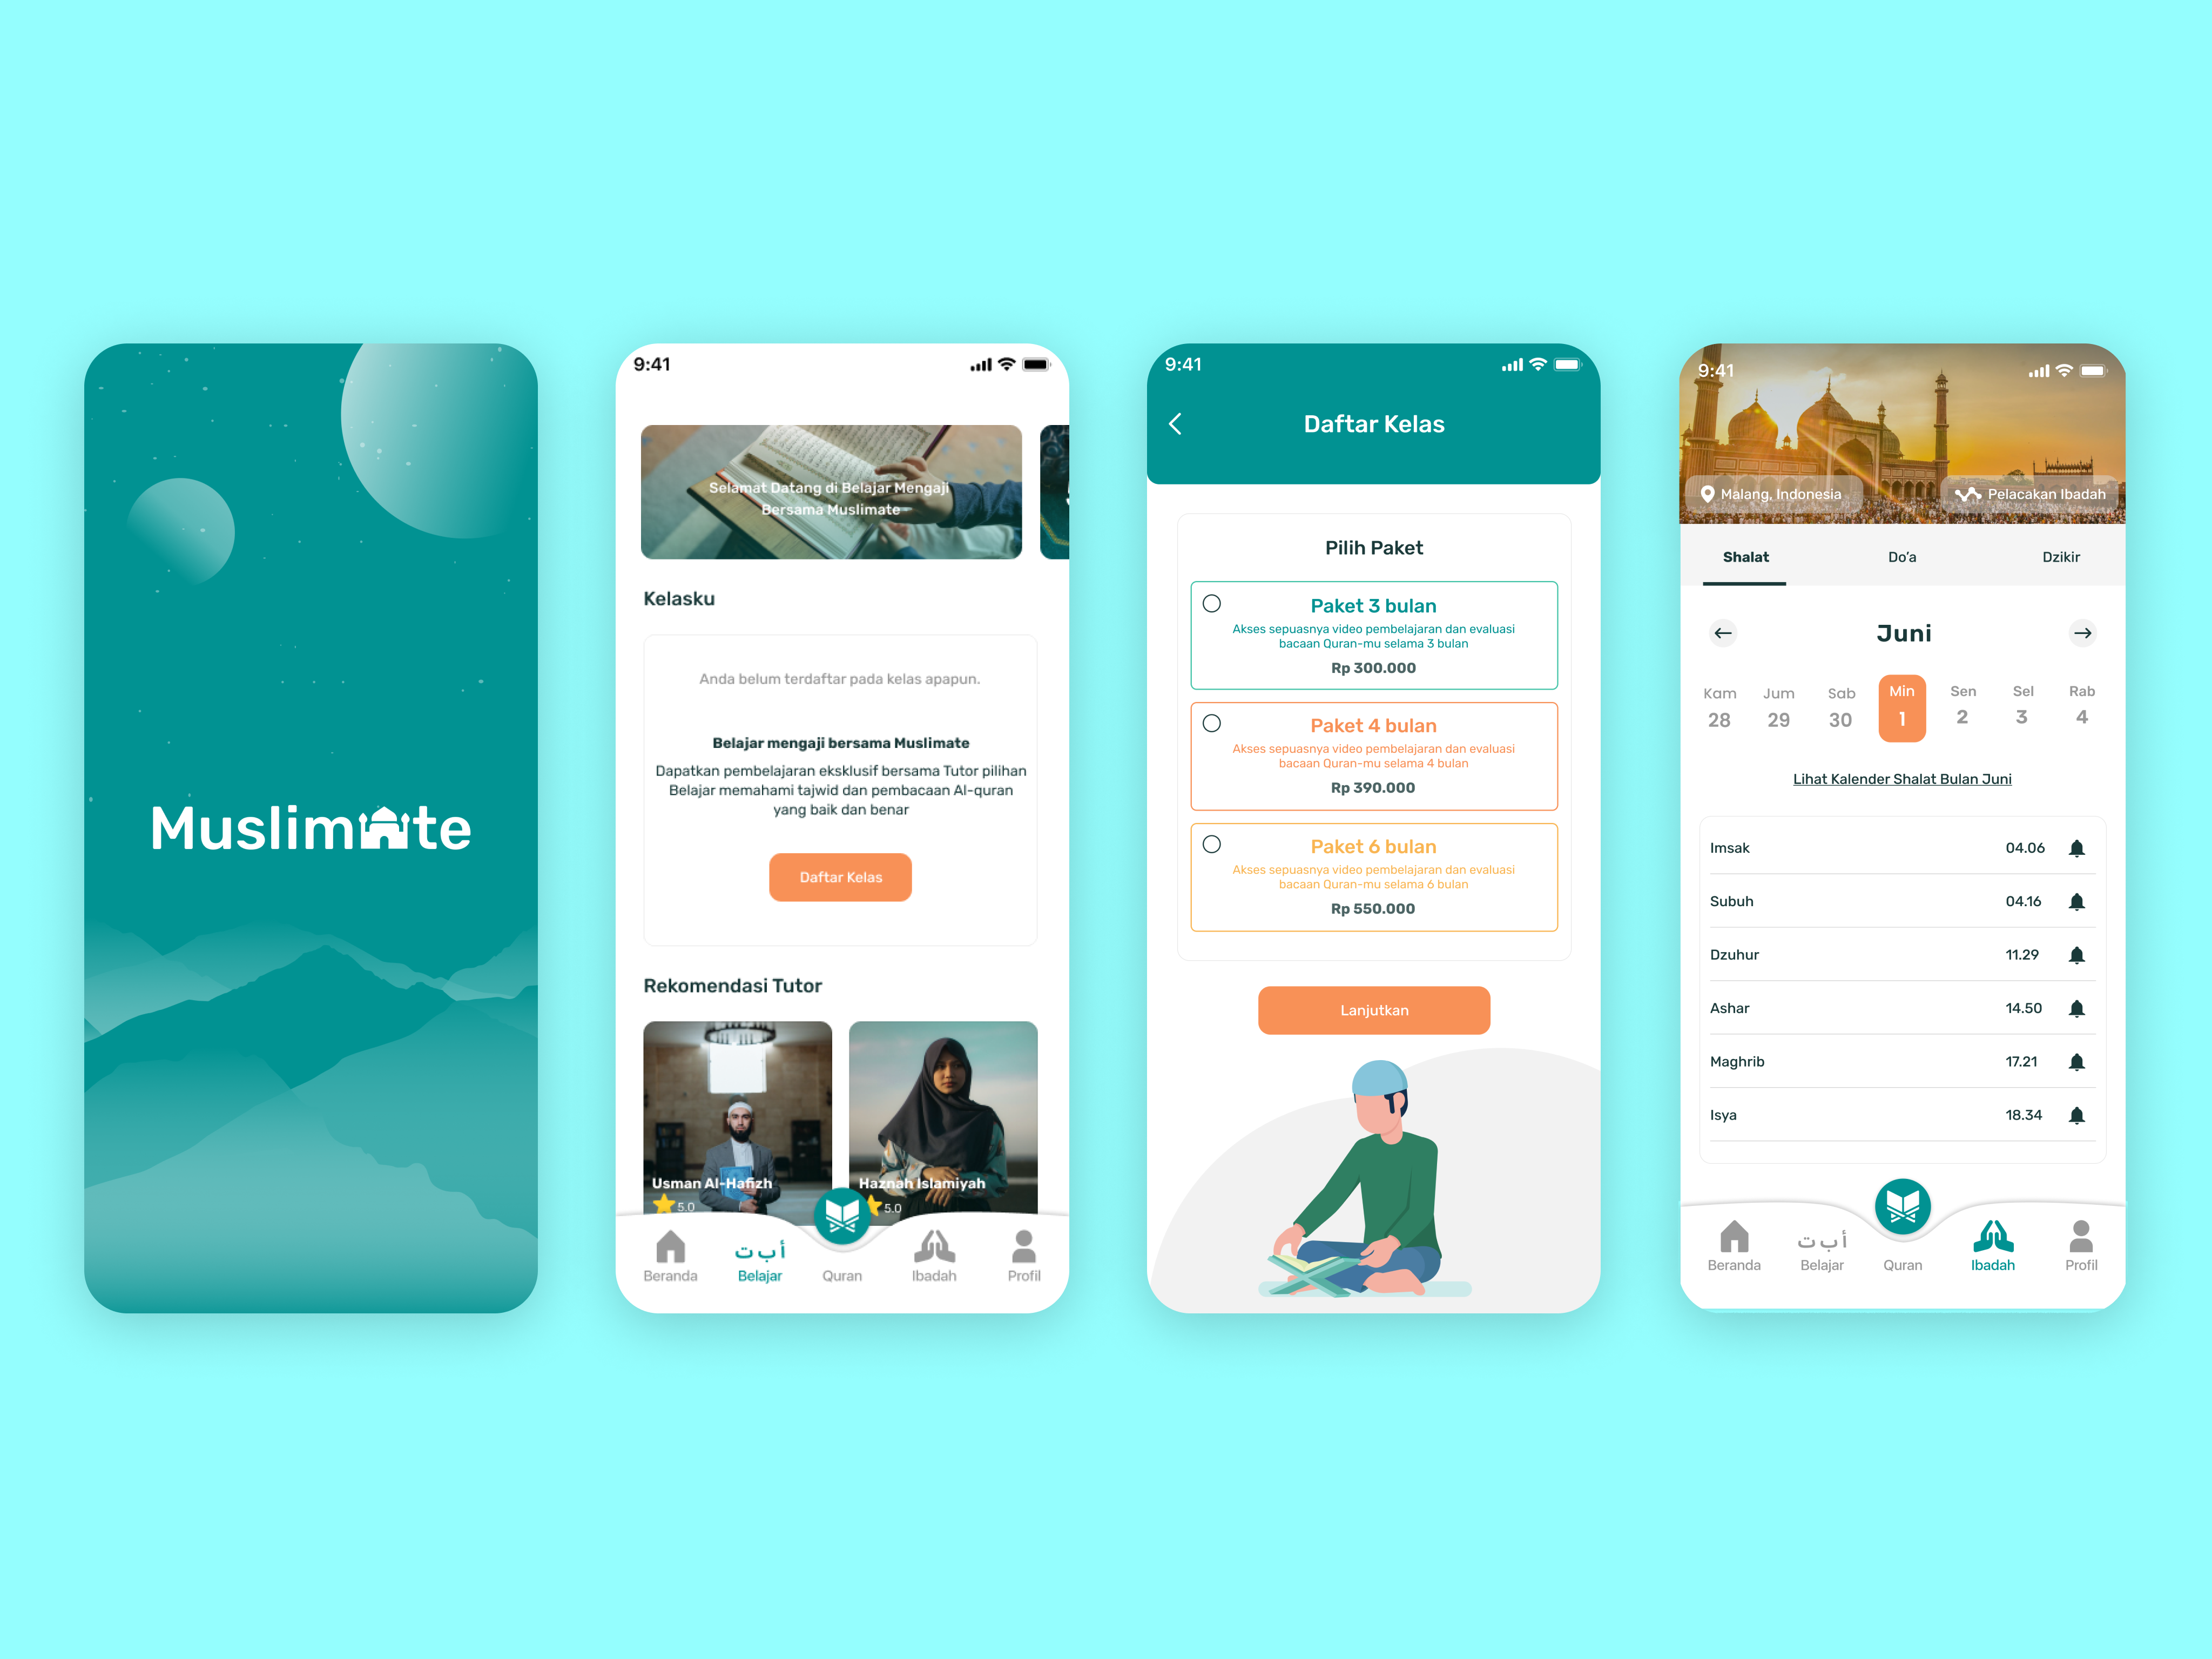 Muslimate
9:41
Selamat Datang di Belajar Mengaji
Bersama Muslimate
Kelasku
Anda belum terdaftar pada kelas apapun.
Belajar mengaji bersama Muslimate
Dapatkan pembelajaran eksklusif bersama Tutor pilihan
Belajar memahami tajwid dan pembacaan Al-quran
yang baik dan benar
Daftar Kelas
Rekomendasi Tutor
Usman Al-Hafizh
5.0
Haznah Islamiyah
5.0
أ ب ت
Beranda
Belajar
Quran
Ibadah
Profil
9:41
Daftar Kelas
Pilih Paket
Paket 3 bulan
Akses sepuasnya video pembelajaran dan evaluasi
bacaan Quran-mu selama 3 bulan
Rp 300.000
Paket 4 bulan
Akses sepuasnya video pembelajaran dan evaluasi
bacaan Quran-mu selama 4 bulan
Rp 390.000
Paket 6 bulan
Akses sepuasnya video pembelajaran dan evaluasi
bacaan Quran-mu selama 6 bulan
Rp 550.000
Lanjutkan
9:41
Malang, Indonesia
Pelacakan Ibadah
Shalat Do'a Dzikir
Juni
Kam Jum Sab Min Sen Sel Rab
28 29 30 1 2 3 4
Lihat Kalender Shalat Bulan Juni
Imsak 04.06
Subuh 04.16
Dzuhur 11.29
Ashar 14.50
Maghrib 17.21
Isya 18.34
أ ب ت
Beranda
Belajar
Quran
Ibadah
Profil